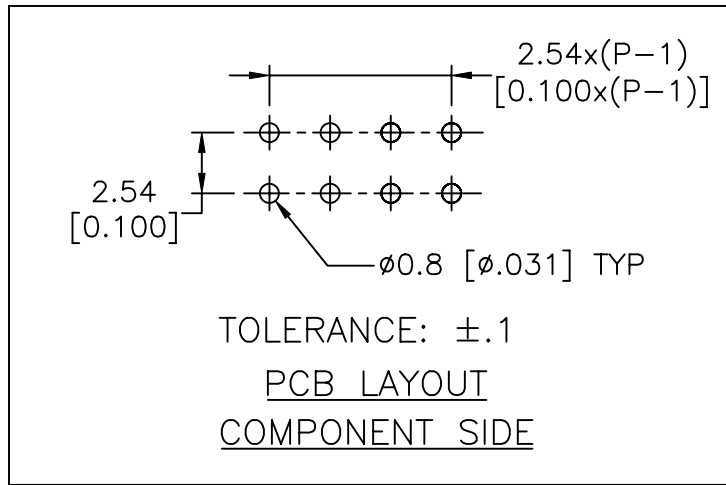 2.54x(P-1)
[0.100x(P-1)]
2.54
[0.100]
ø0.8 [ø.031] TYP
TOLERANCE: ±.1
PCB LAYOUT
COMPONENT SIDE